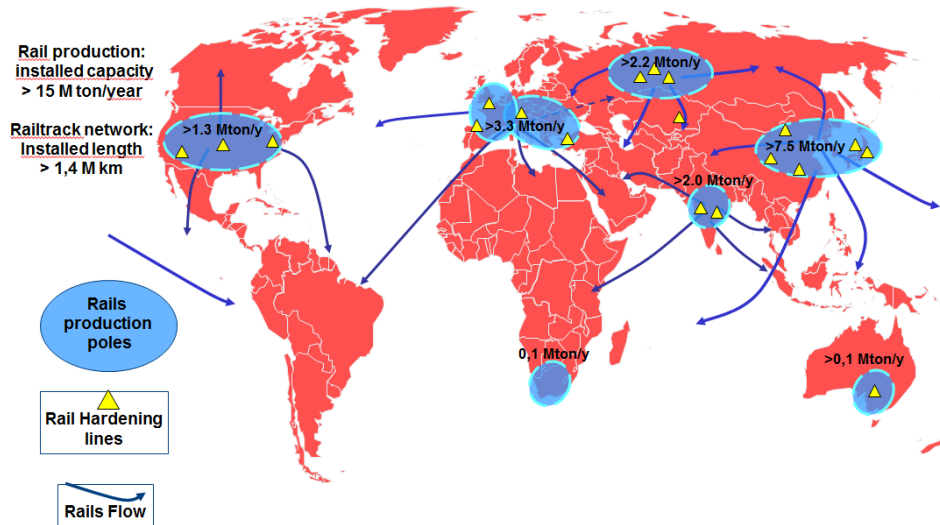 Rail production:
installed capacity
> 15 M ton/year
Railtrack network:
Installed length
> 1,4 M km
>1.3 Mton/y
>3.3 Mton/y
>2.2 Mton/y
>7.5 Mton/y
>2.0 Mton/y
0,1 Mton/y
>0,1 Mton/y
Rails
production
poles
Rail Hardening
lines
Rails Flow